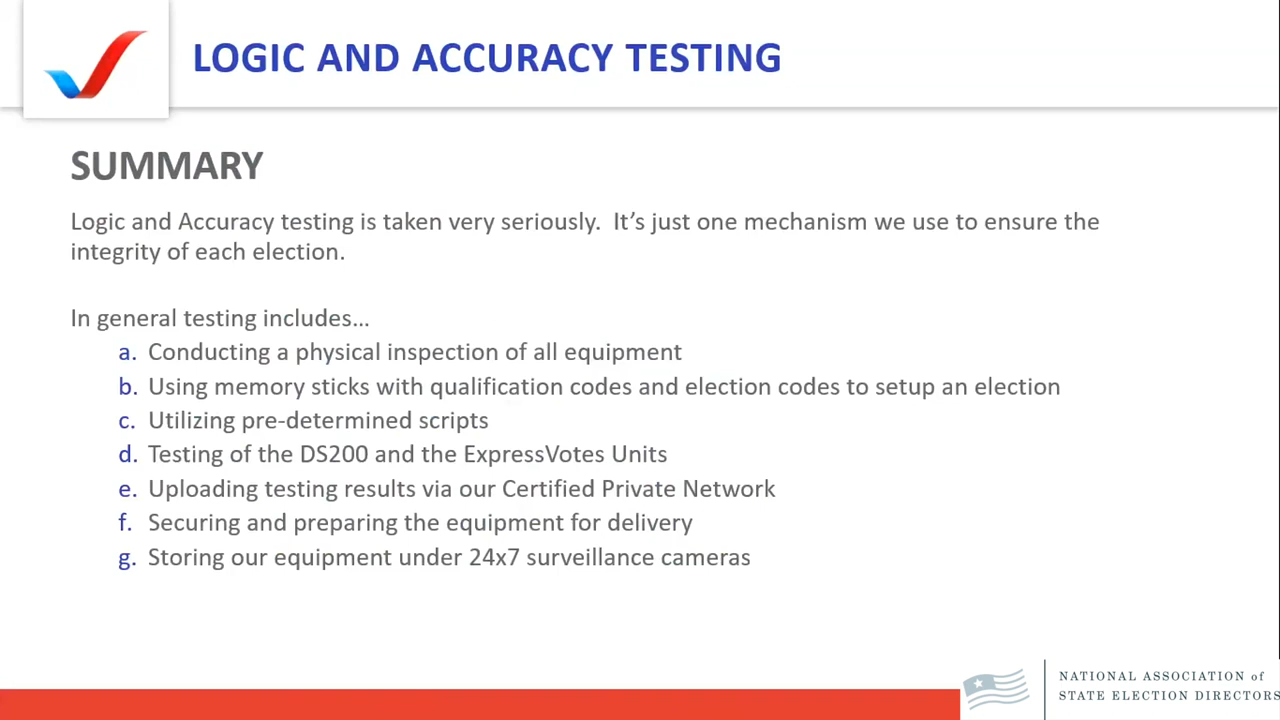 LOGIC AND ACCURACY TESTING
SUMMARY
Logic and Accuracy testing is taken very seriously.  It’s just one mechanism we use to ensure the
integrity of each election.
In general testing includes…
a. Conducting a physical inspection of all equipment
b. Using memory sticks with qualification codes and election codes to setup an election
c. Utilizing pre-determined scripts
d. Testing of the DS200 and the ExpressVotes Units
e. Uploading testing results via our Certified Private Network
f. Securing and preparing the equipment for delivery
g. Storing our equipment under 24x7 surveillance cameras
NATIONAL ASSOCIATION of
STATE ELECTION DIRECTORS